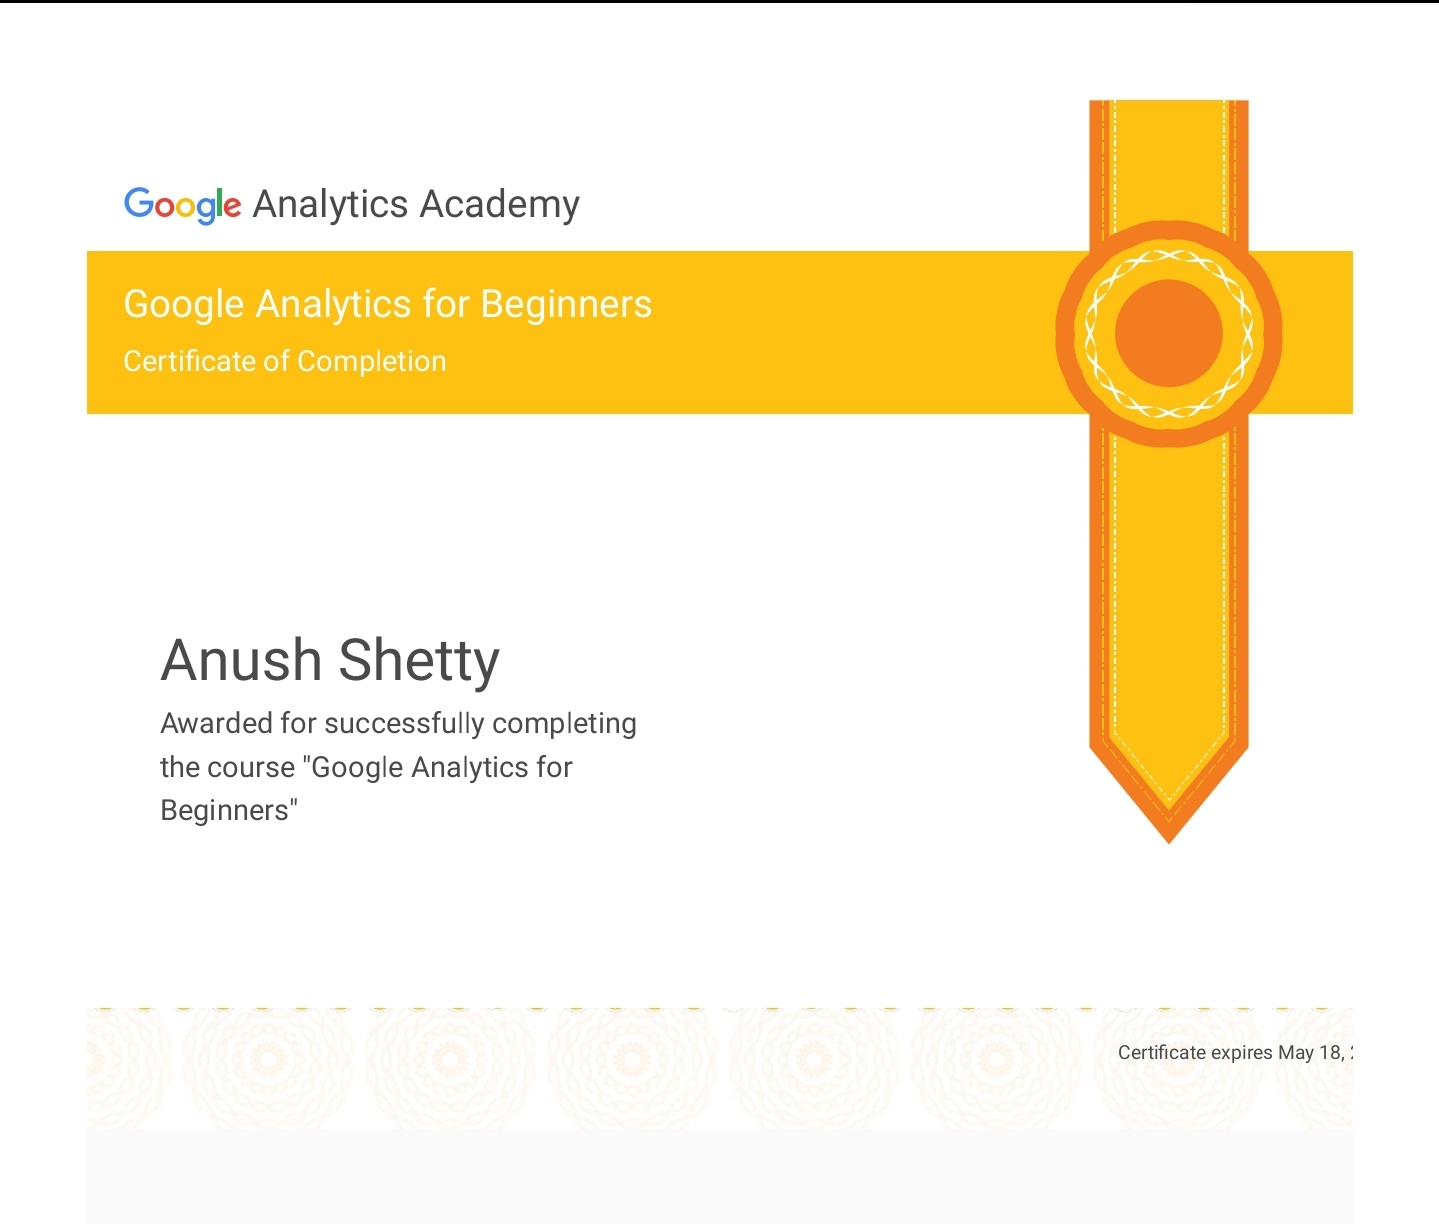 Google Analytics Academy
Google Analytics for Beginners
Certificate of Completion
Anush Shetty
Awarded for successfully completing
the course "Google Analytics for
Beginners"
Certificate expires May 18,